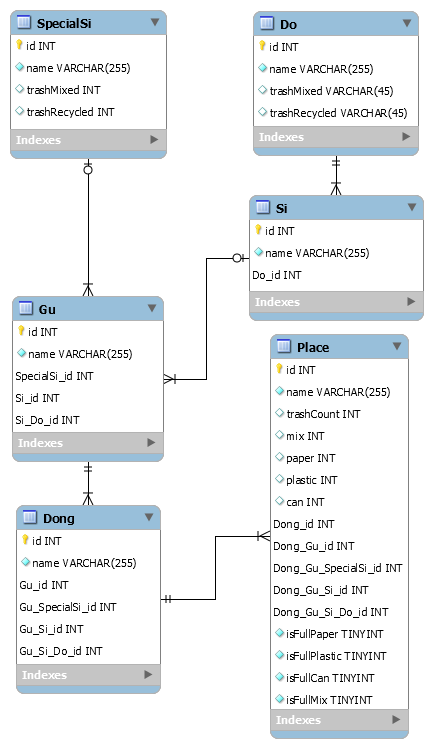 SpecialSi
id INT
name VARCHAR(255)
trashMixed INT
trashRecycled INT
Indexes
Do
id INT
name VARCHAR(255)
trashMixed VARCHAR(45)
trashRecycled VARCHAR(45)
Indexes
Si
id INT
name VARCHAR(255)
Do_id INT
Indexes
Gu
id INT
name VARCHAR(255)
SpecialSi_id INT
Si_id INT
Si_Do_id INT
Indexes
Place
id INT
name VARCHAR(255)
trashCount INT
mix INT
paper INT
plastic INT
can INT
Dong_id INT
Dong_Gu_id INT
Dong_Gu_SpecialSi_id INT
Dong_Gu_Si_id INT
Dong_Gu_Si_Do_id INT
isFullPaper TINYINT
isFullPlastic TINYINT
isFullCan TINYINT
isFullMix TINYINT
Indexes
Dong
id INT
name VARCHAR(255)
Gu_id INT
Gu_SpecialSi_id INT
Gu_Si_id INT
Gu_Si_Do_id INT
Indexes